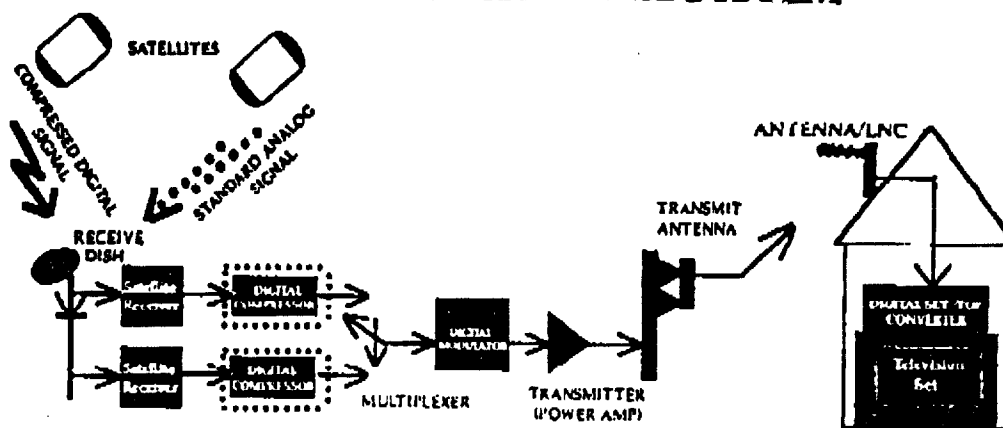 SATELLITES
COMPRESSED DIGITAL
SIGNAL
STANDARD ANALOG
SIGNAL
RECEIVE
DISH
Satellite
Receiver
DIGITAL
COMPRESSOR
Satellite
Receiver
DIGITAL
COMPRESSOR
MULTIPLEXER
DIGITAL
MODULATOR
TRANSMITTER
(POWER AMP)
TRANSMIT
ANTENNA
ANTENNA/LNC
DIGITAL SET-TOP
CONVERTER
Television
Set